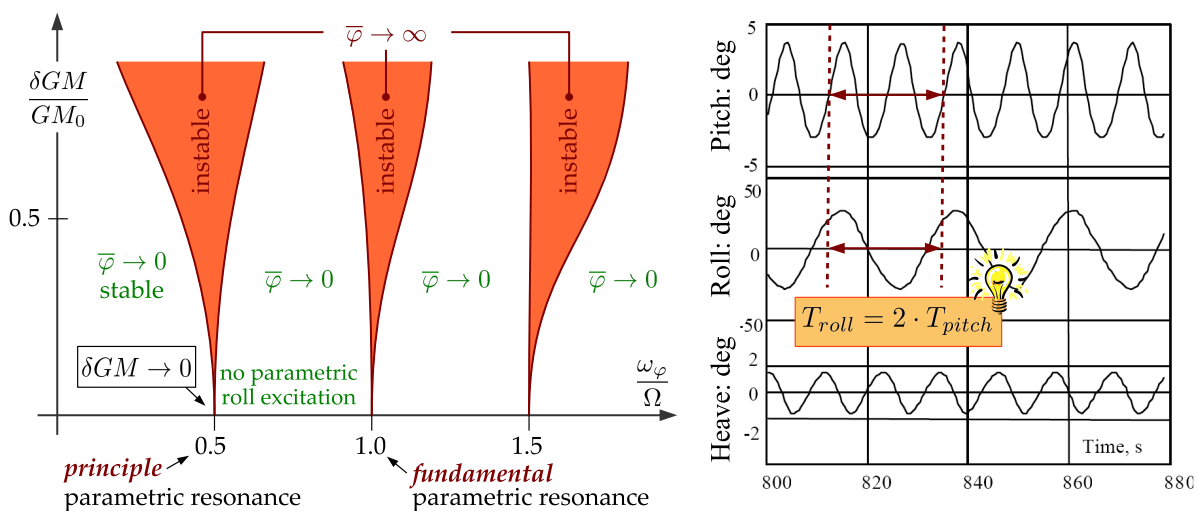 φ̅ → ∞
δGM
GM₀
instable
instable
instable
0.5
φ̅ → 0
stable
φ̅ → 0
φ̅ → 0
φ̅ → 0
δGM → 0
no parametric
roll excitation
ω_φ
Ω
0.5
1.0
1.5
principle
parametric resonance
fundamental
parametric resonance
Pitch: deg
5
0
-5
Roll: deg
50
0
-50
T_roll = 2 · T_pitch
Heave: deg
2
0
-2
Time, s
800
820
840
860
880